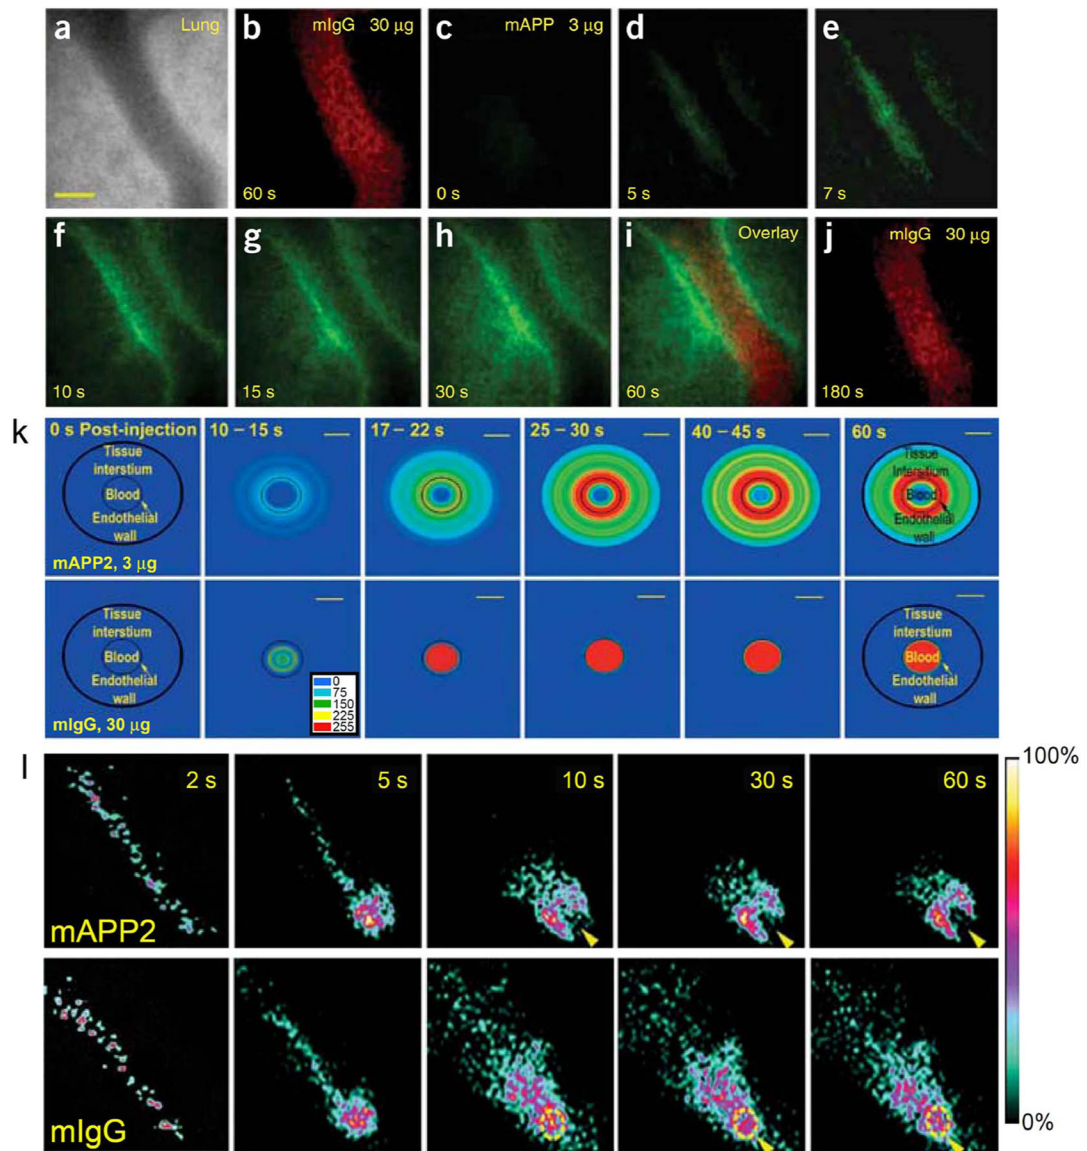 a Lung
b mIgG 30 µg
60 s
c mAPP 3 µg
0 s
d
5 s
e
7 s
f
10 s
g
15 s
h
30 s
i Overlay
60 s
j mIgG 30 µg
180 s
k
0 s Post-injection
Tissue
interstium
Blood
Endothelial
wall
mAPP2, 3 µg
10 – 15 s
17 – 22 s
25 – 30 s
40 – 45 s
60 s
Tissue
Interstitium
Blood
Endothelial
wall
Tissue
interstium
Blood
Endothelial
wall
mIgG, 30 µg
0
75
150
225
255
Tissue
interstium
Blood
Endothelial
wall
l
2 s
mAPP2
5 s
10 s
30 s
60 s
100%
0%
mIgG